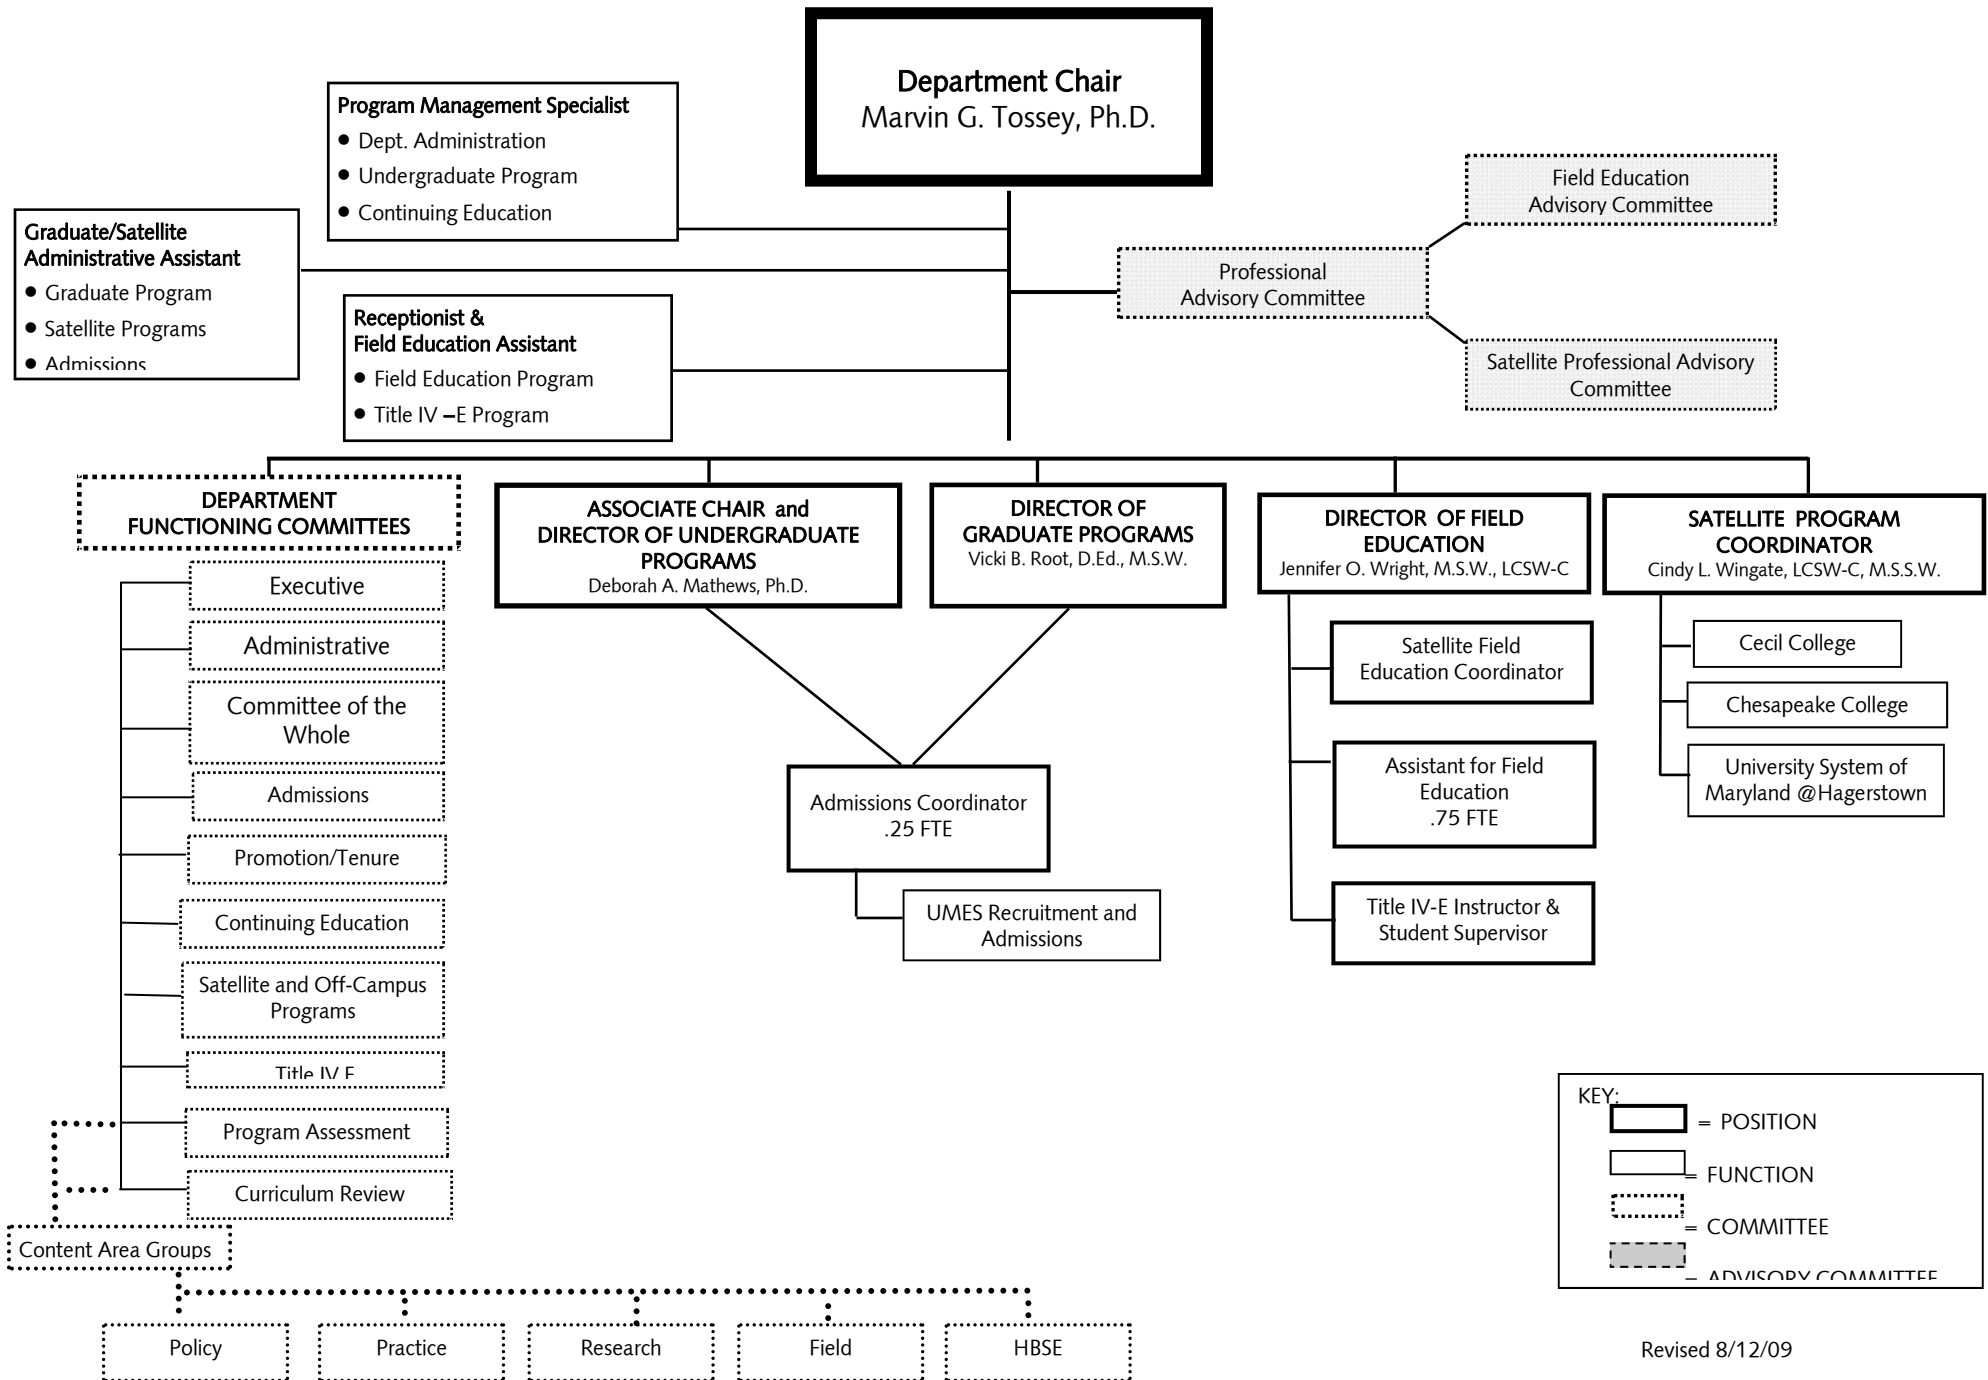 Department Chair
Marvin G. Tossey, Ph.D.
Program Management Specialist
● Dept. Administration
● Undergraduate Program
● Continuing Education
Graduate/Satellite
Administrative Assistant
● Graduate Program
● Satellite Programs
● Admissions
Receptionist &
Field Education Assistant
● Field Education Program
● Title IV –E Program
Field Education
Advisory Committee
Professional
Advisory Committee
Satellite Professional Advisory
Committee
DEPARTMENT
FUNCTIONING COMMITTEES
Executive
Administrative
Committee of the
Whole
Admissions
Promotion/Tenure
Continuing Education
Satellite and Off-Campus
Programs
Title IV E
Program Assessment
Curriculum Review
Content Area Groups
Policy
Practice
Research
Field
HBSE
ASSOCIATE CHAIR and
DIRECTOR OF UNDERGRADUATE
PROGRAMS
Deborah A. Mathews, Ph.D.
DIRECTOR OF
GRADUATE PROGRAMS
Vicki B. Root, D.Ed., M.S.W.
Admissions Coordinator
.25 FTE
UMES Recruitment and
Admissions
DIRECTOR OF FIELD
EDUCATION
Jennifer O. Wright, M.S.W., LCSW-C
Satellite Field
Education Coordinator
Assistant for Field
Education
.75 FTE
Title IV-E Instructor &
Student Supervisor
SATELLITE PROGRAM
COORDINATOR
Cindy L. Wingate, LCSW-C, M.S.S.W.
Cecil College
Chesapeake College
University System of
Maryland @Hagerstown
KEY:
= POSITION
= FUNCTION
= COMMITTEE
= ADVISORY COMMITTEE
Revised 8/12/09